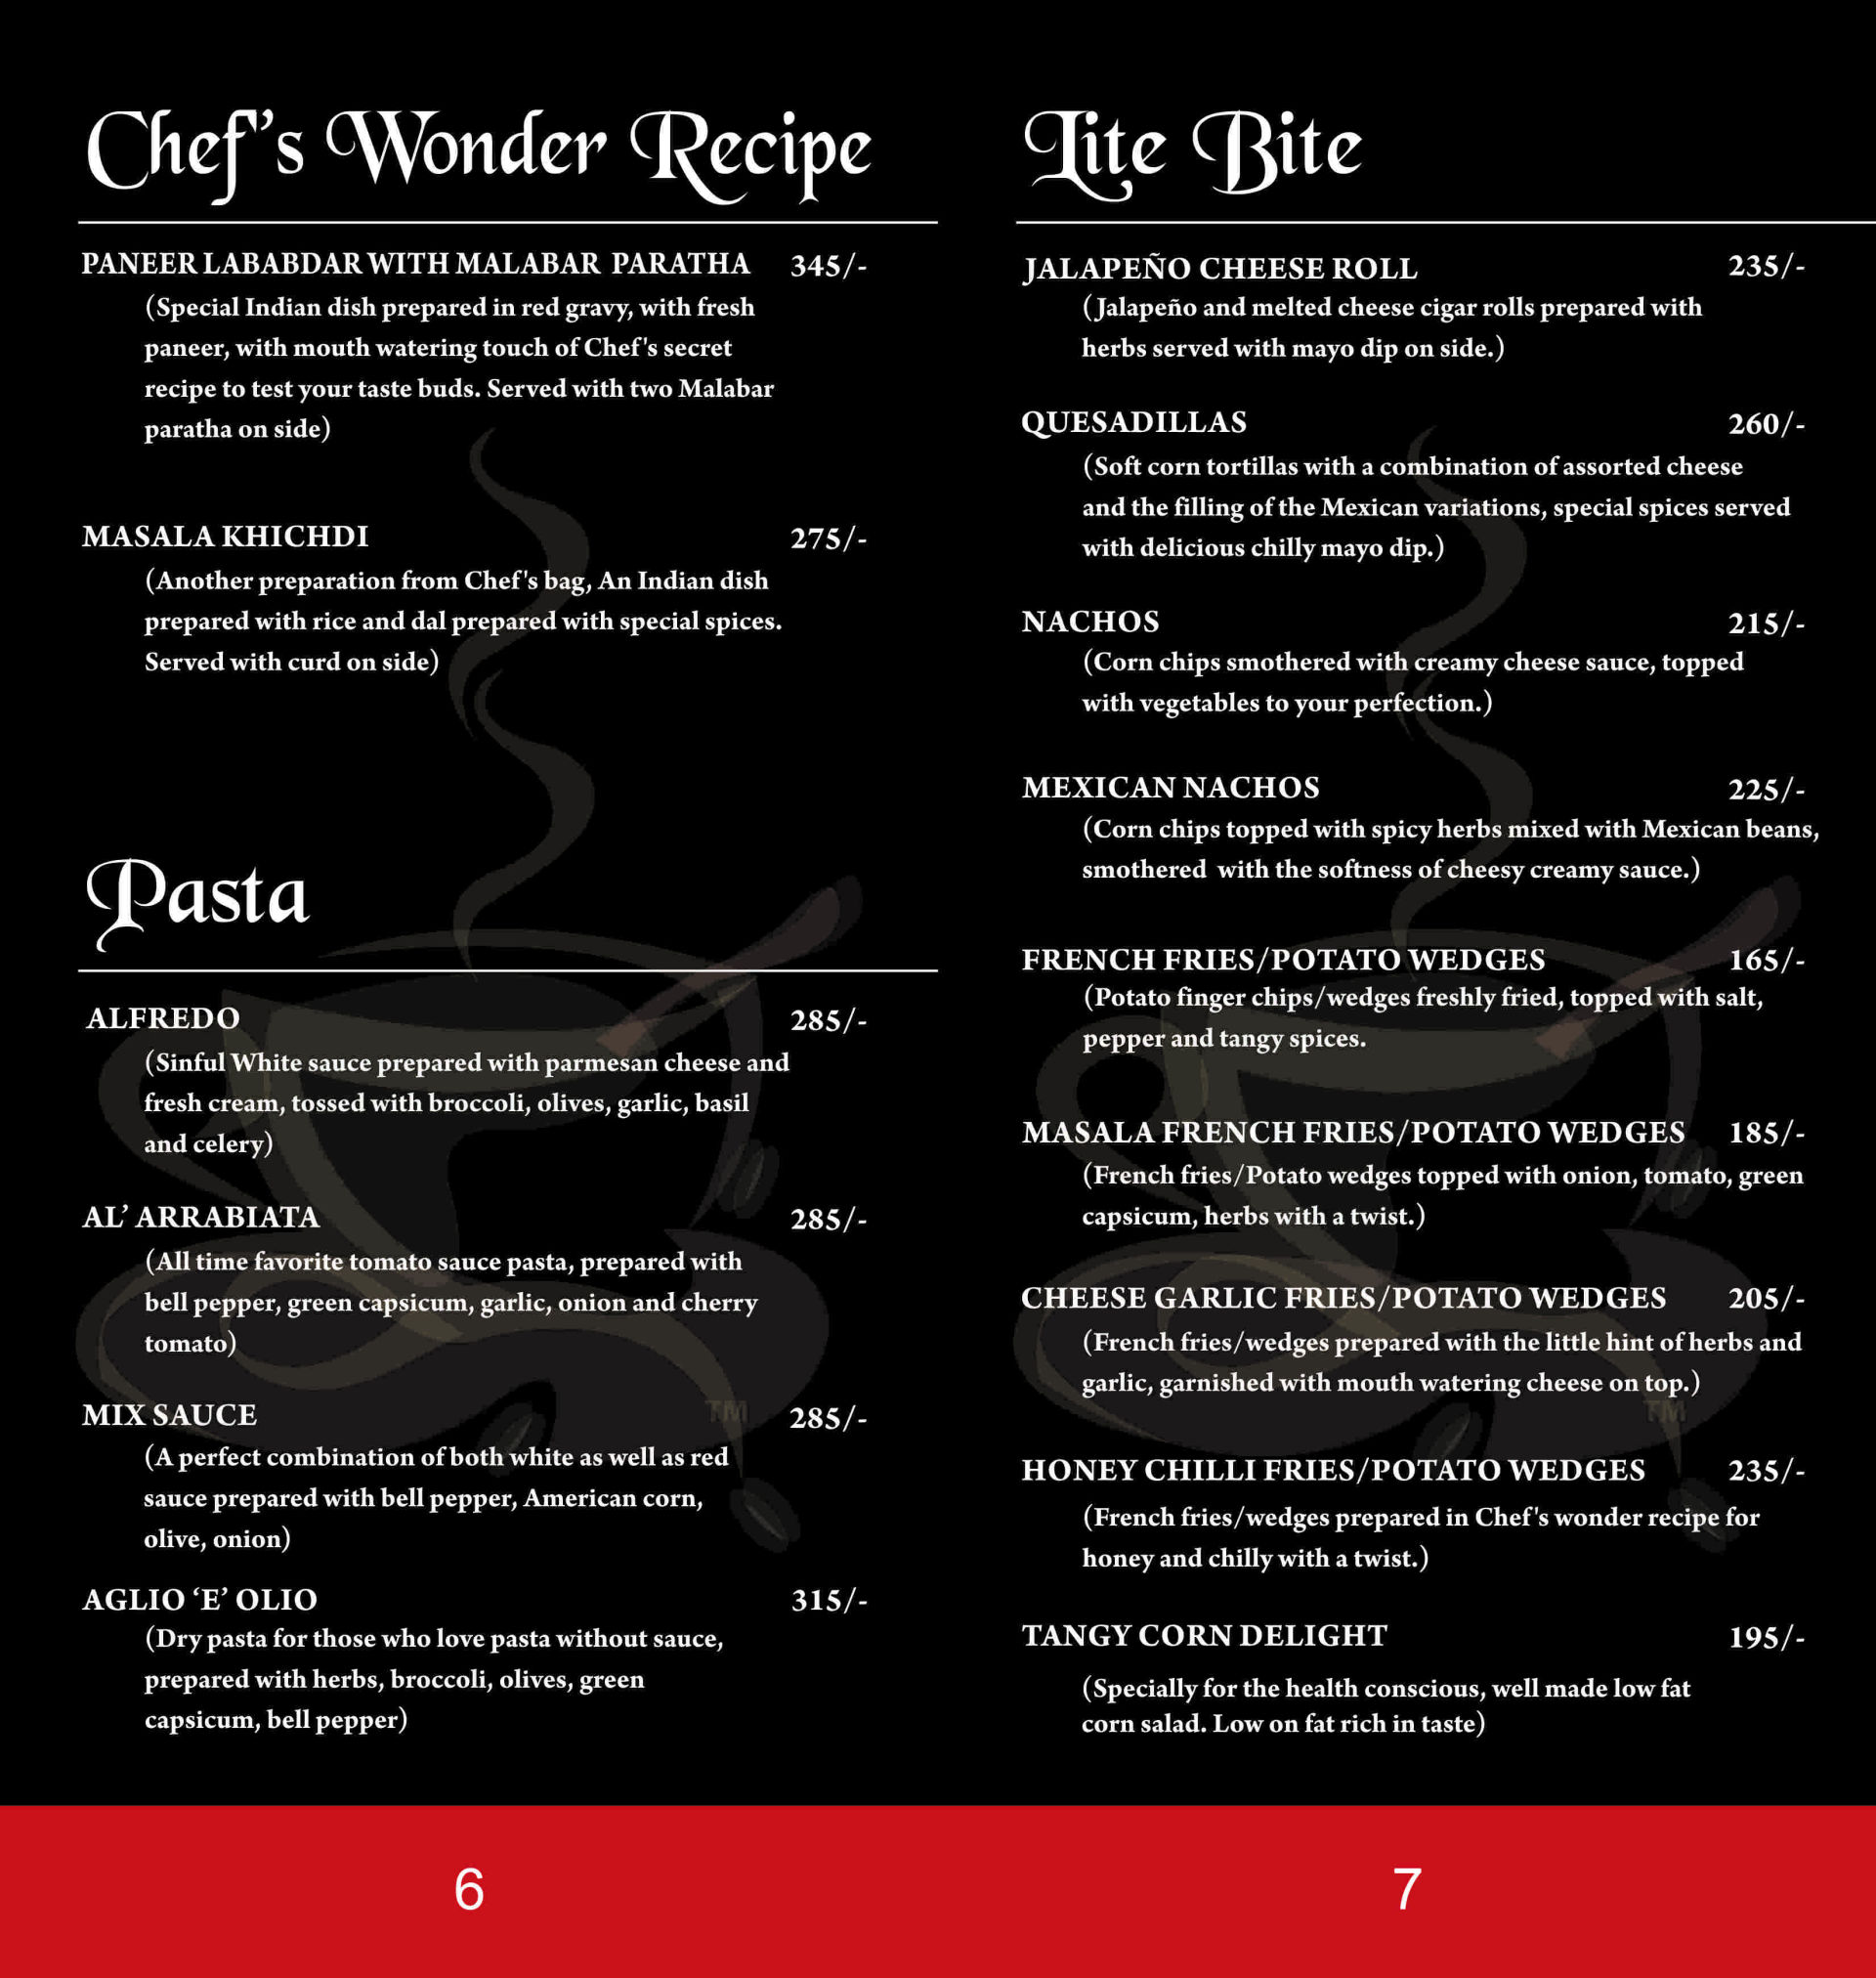 Chef's Wonder Recipe
PANEER LABABDAR WITH MALABAR PARATHA 345/-
(Special Indian dish prepared in red gravy, with fresh
paneer, with mouth watering touch of Chef's secret
recipe to test your taste buds. Served with two Malabar
paratha on side)
MASALA KHICHDI 275/-
(Another preparation from Chef's bag, An Indian dish
prepared with rice and dal prepared with special spices.
Served with curd on side)
Pasta
ALFREDO 285/-
(Sinful White sauce prepared with parmesan cheese and
fresh cream, tossed with broccoli, olives, garlic, basil
and celery)
AL’ ARRABIATA 285/-
(All time favorite tomato sauce pasta, prepared with
bell pepper, green capsicum, garlic, onion and cherry
tomato)
MIX SAUCE 285/-
(A perfect combination of both white as well as red
sauce prepared with bell pepper, American corn,
olive, onion)
AGLIO ‘E’ OLIO 315/-
(Dry pasta for those who love pasta without sauce,
prepared with herbs, broccoli, olives, green
capsicum, bell pepper)
TM
6
Lite Bite
JALAPEÑO CHEESE ROLL 235/-
(Jalapeño and melted cheese cigar rolls prepared with
herbs served with mayo dip on side.)
QUESADILLAS 260/-
(Soft corn tortillas with a combination of assorted cheese
and the filling of the Mexican variations, special spices served
with delicious chilly mayo dip.)
NACHOS 215/-
(Corn chips smothered with creamy cheese sauce, topped
with vegetables to your perfection.)
MEXICAN NACHOS 225/-
(Corn chips topped with spicy herbs mixed with Mexican beans,
smothered with the softness of cheesy creamy sauce.)
FRENCH FRIES/POTATO WEDGES 165/-
(Potato finger chips/wedges freshly fried, topped with salt,
pepper and tangy spices.
MASALA FRENCH FRIES/POTATO WEDGES 185/-
(French fries/Potato wedges topped with onion, tomato, green
capsicum, herbs with a twist.)
CHEESE GARLIC FRIES/POTATO WEDGES 205/-
(French fries/wedges prepared with the little hint of herbs and
garlic, garnished with mouth watering cheese on top.)
HONEY CHILLI FRIES/POTATO WEDGES 235/-
(French fries/wedges prepared in Chef's wonder recipe for
honey and chilly with a twist.)
TANGY CORN DELIGHT 195/-
(Specially for the health conscious, well made low fat
corn salad. Low on fat rich in taste)
TM
7